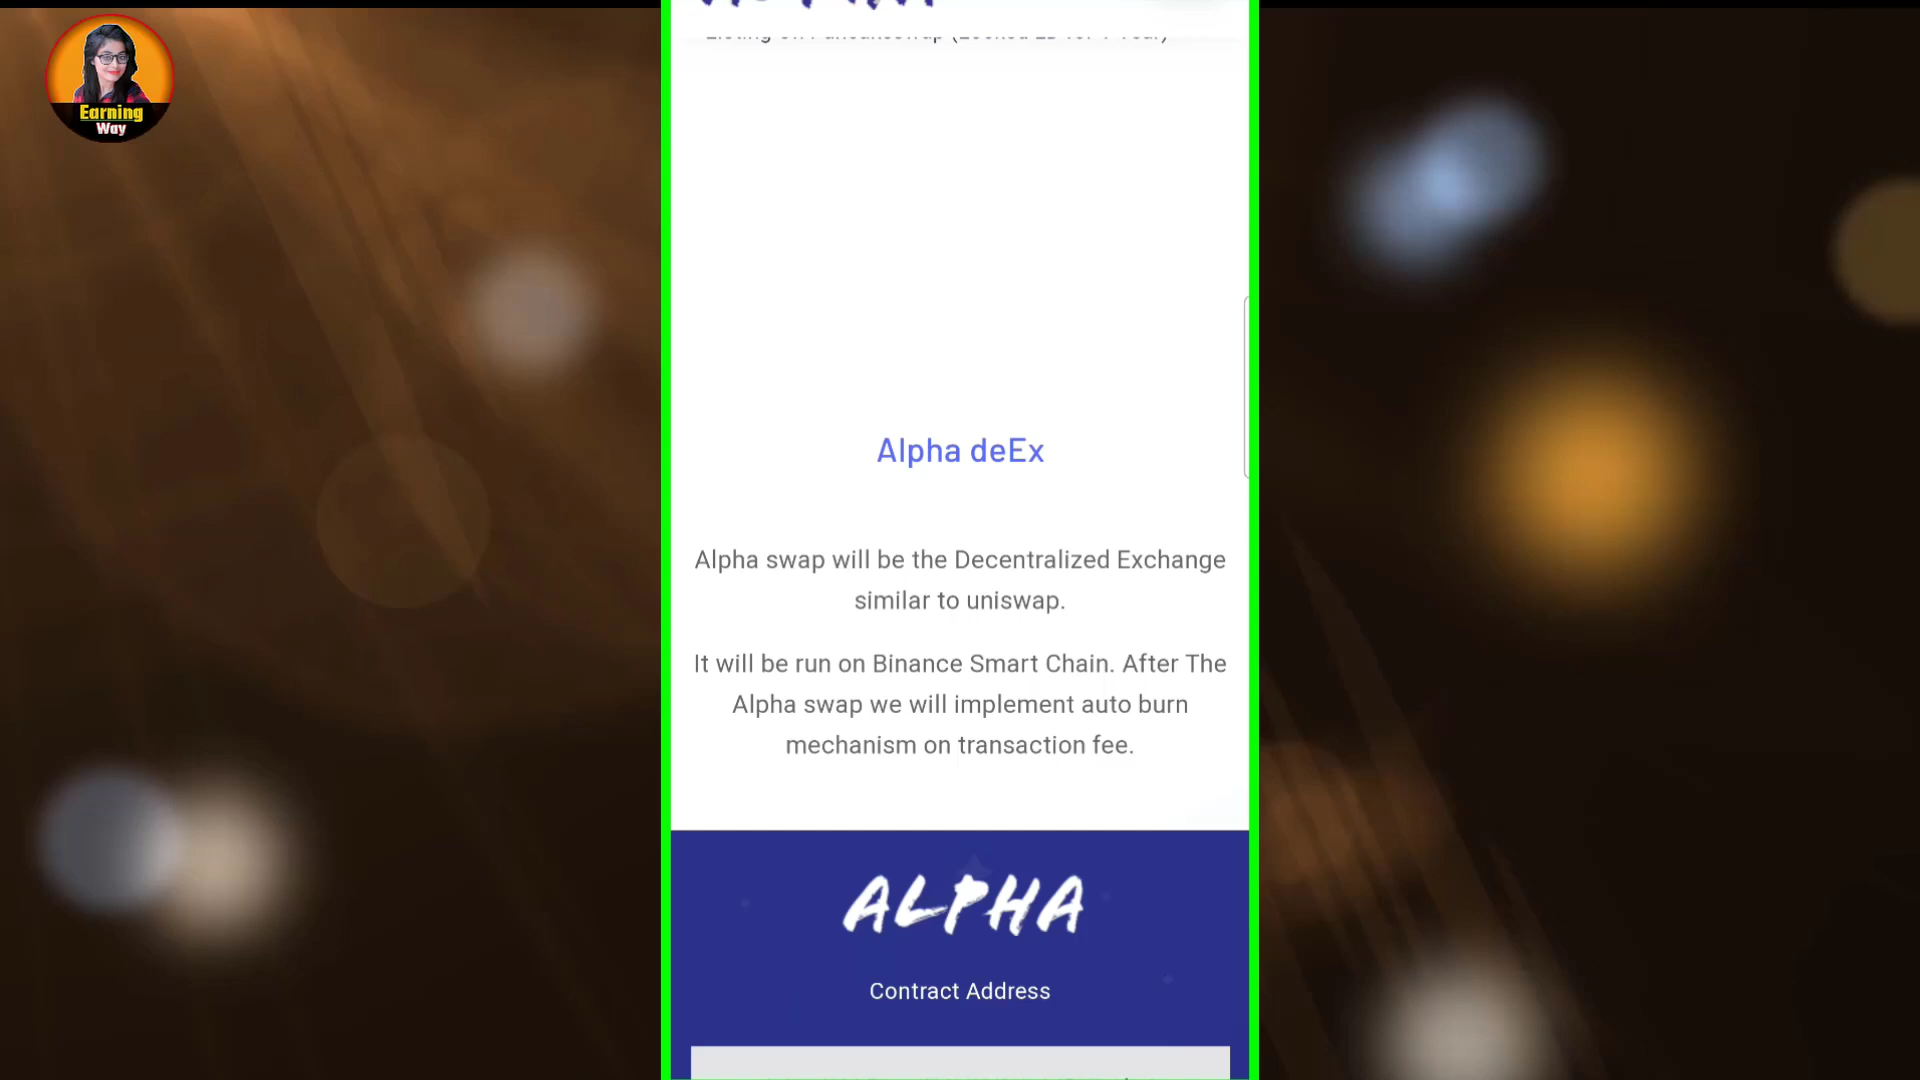 Earning
Way
Alpha deEx
Alpha swap will be the Decentralized Exchange
similar to uniswap.
It will be run on Binance Smart Chain. After The
Alpha swap we will implement auto burn
mechanism on transaction fee.
ALPHA
Contract Address